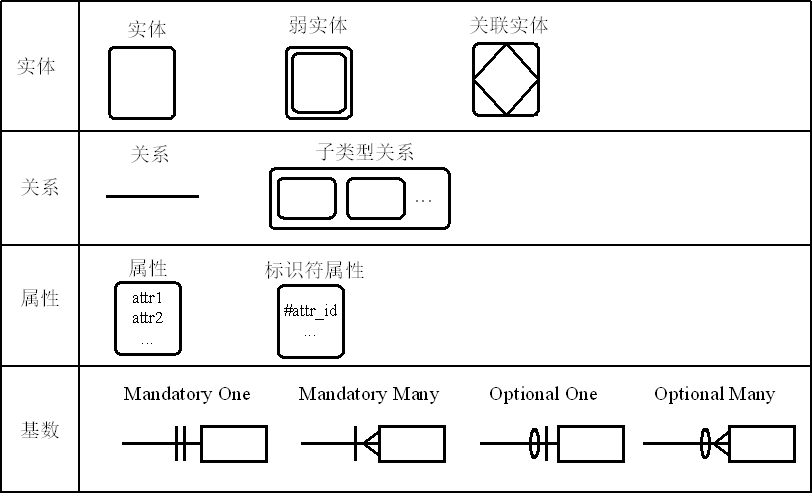 实体
实体
弱实体
关联实体
关系
关系
子类型关系
...
属性
属性
attr1
attr2
...
标识符属性
#attr_id
...
基数
Mandatory One
Mandatory Many
Optional One
Optional Many